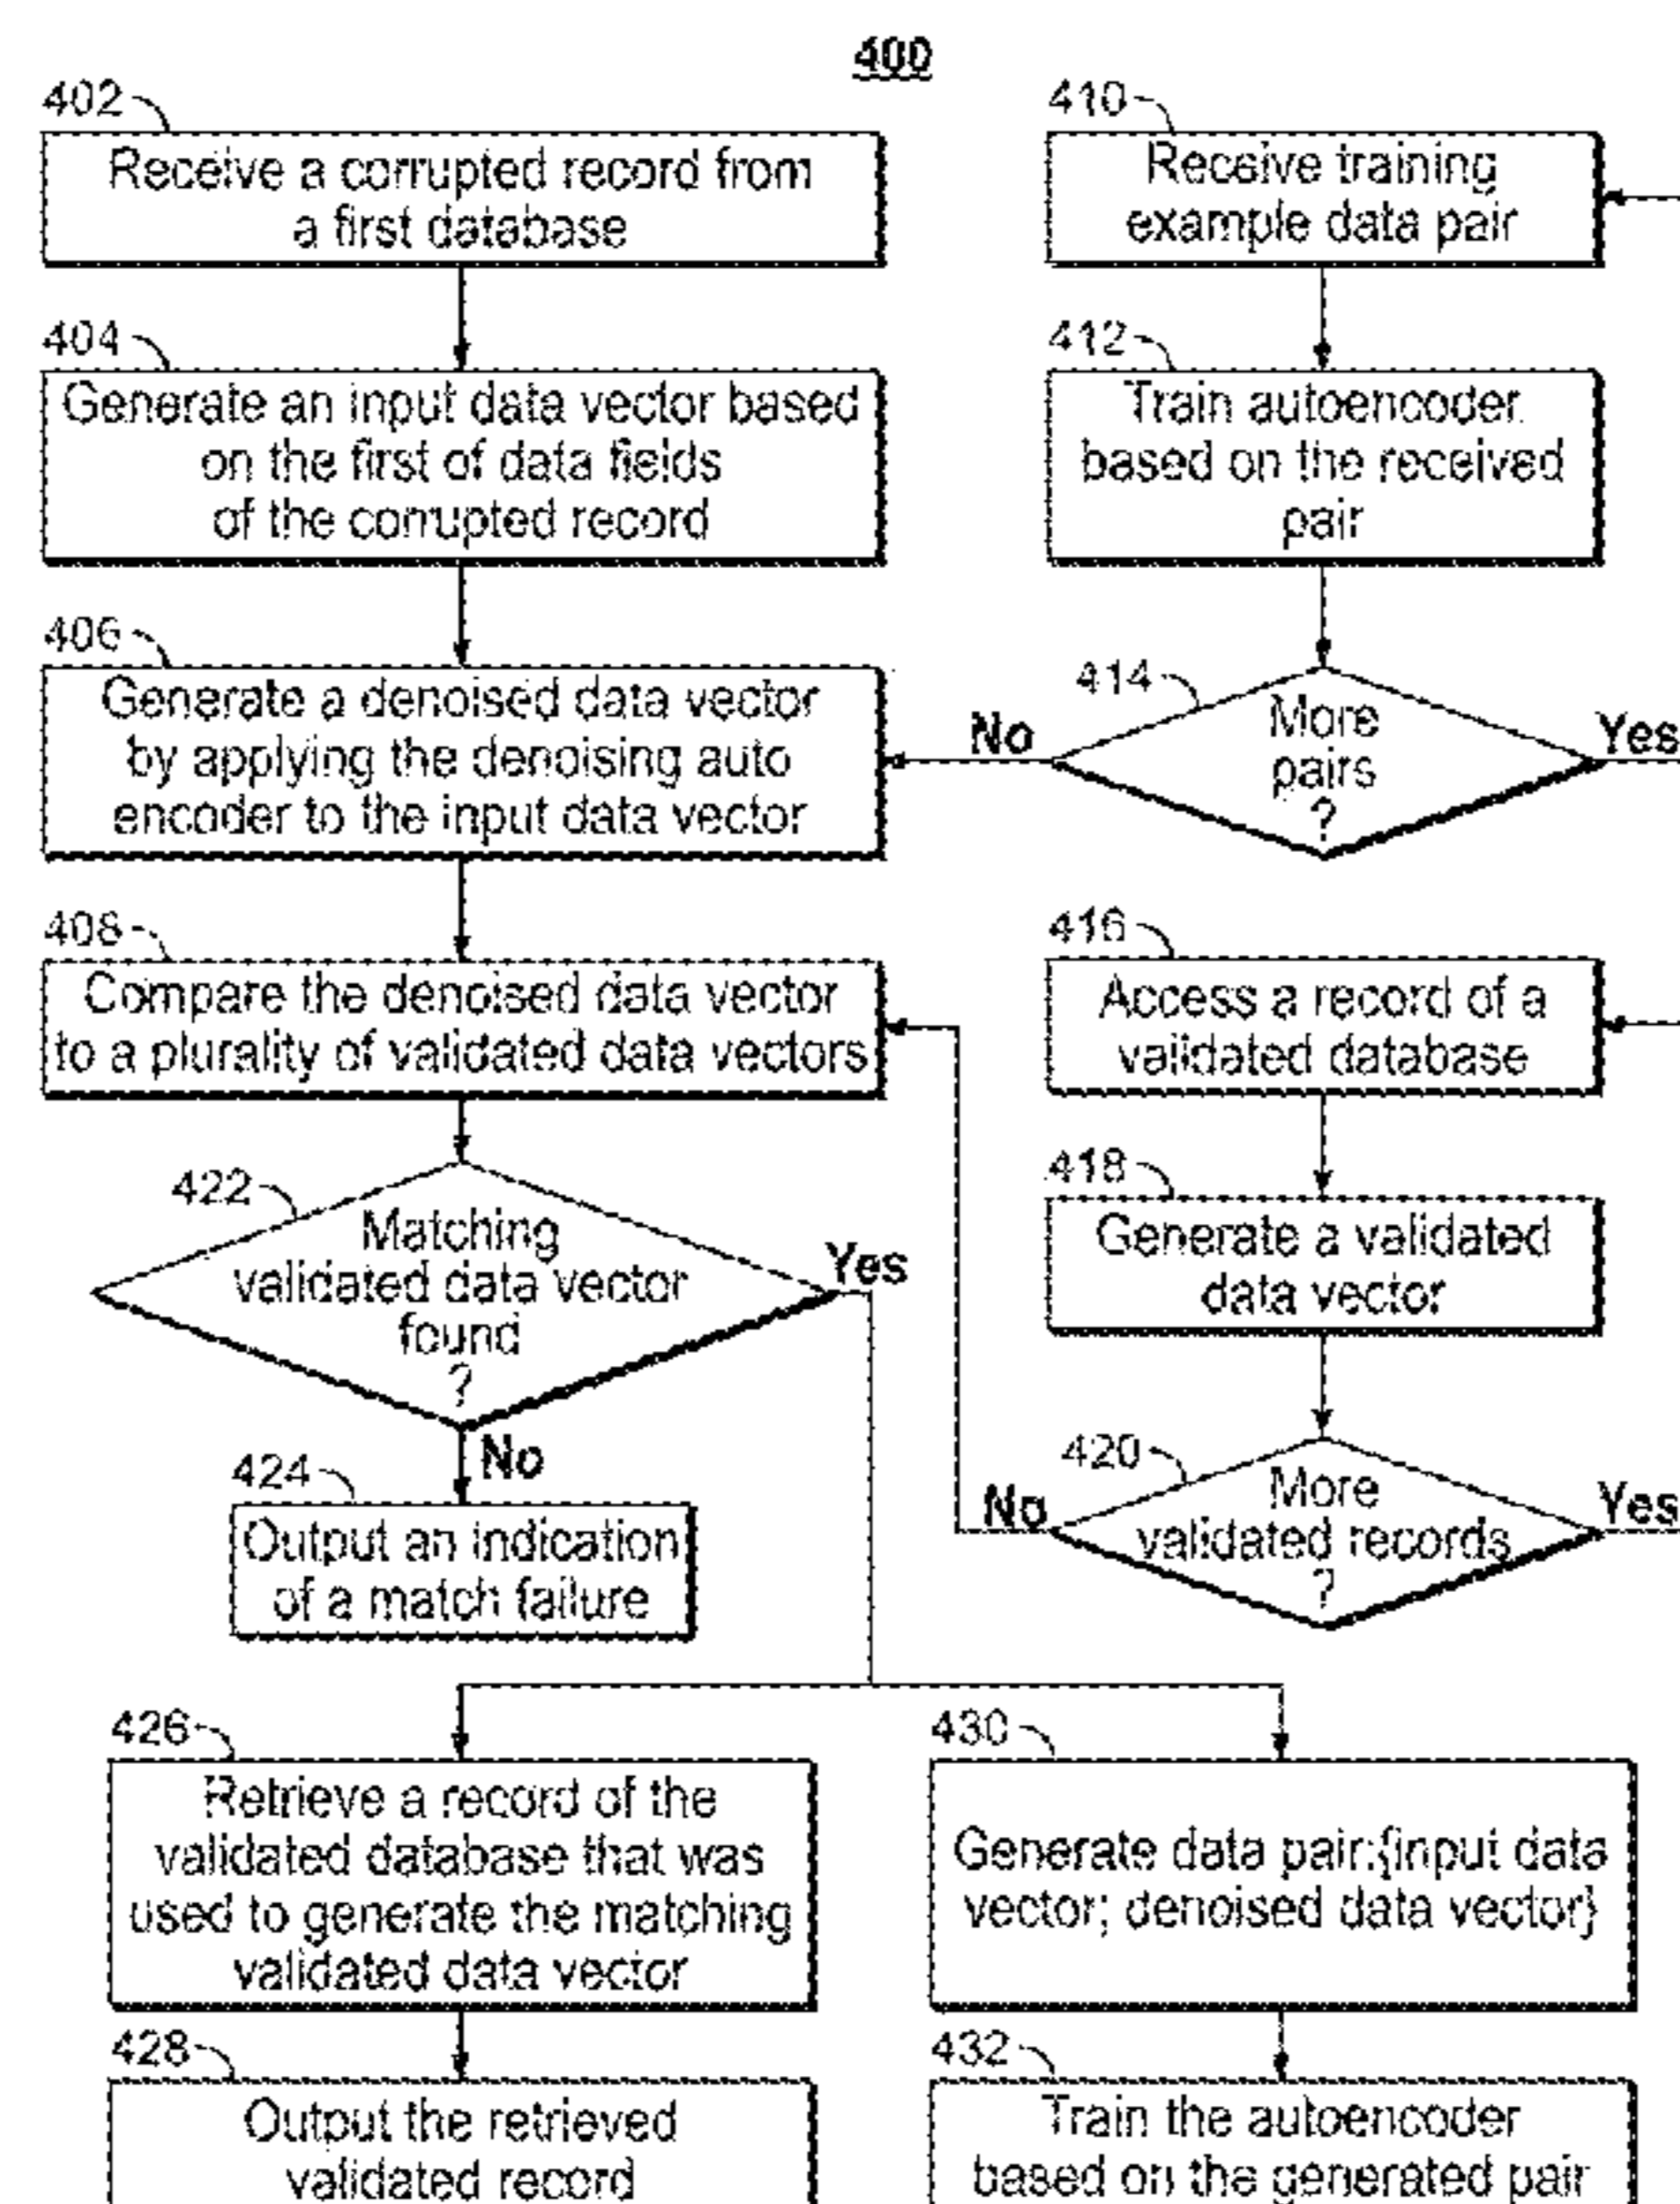 400
402
Receive a corrupted record from
a first database
404
Generate an input data vector based
on the first of data fields
of the corrupted record
406
Generate a denoised data vector
by applying the denoising auto
encoder to the input data vector
408
Compare the denoised data vector
to a plurality of validated data vectors
410
Receive training
example data pair
412
Train autoencoder
based on the received
pair
414
More
pairs
?
No
Yes
416
Access a record of a
validated database
418
Generate a validated
data vector
420
More
validated records
?
No
Yes
422
Matching
validated data vector
found
?
Yes
No
424
Output an indication
of a match failure
426
Retrieve a record of the
validated database that was
used to generate the matching
validated data vector
428
Output the retrieved
validated record
430
Generate data pair:{input data
vector; denoised data vector}
432
Train the autoencoder
based on the generated pair